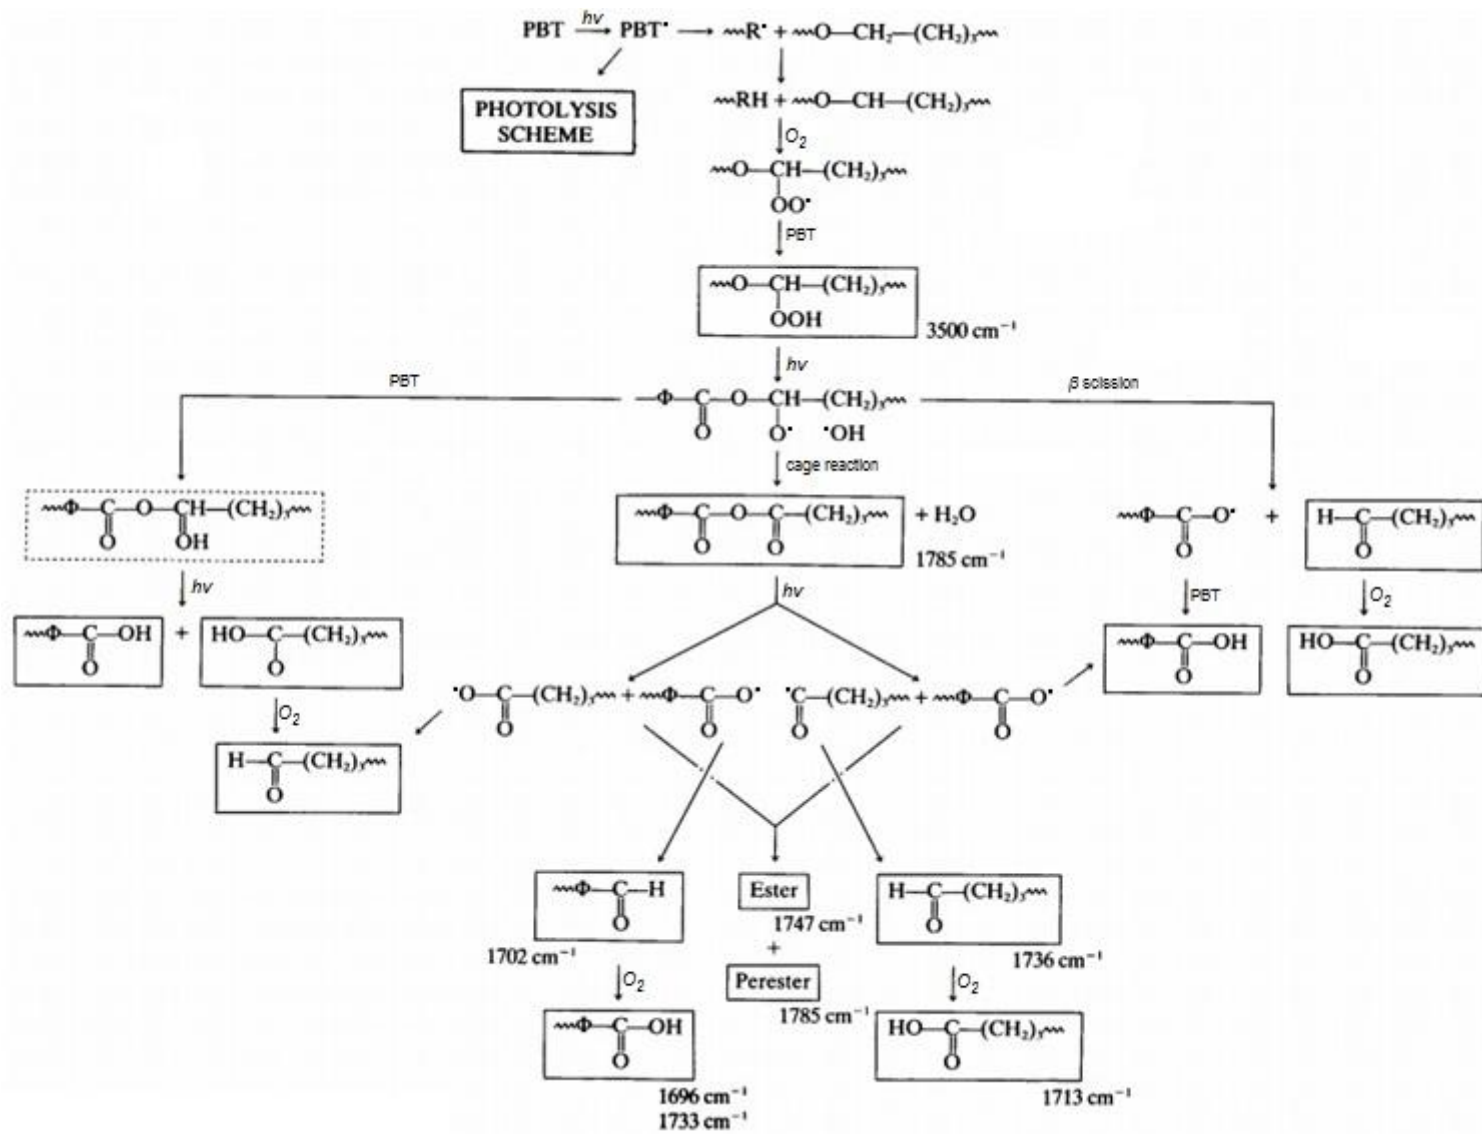 PBT hv PBT• R• + O—CH2—(CH2)3
PHOTOLYSIS
SCHEME
RH + O—CH—(CH2)3
O2
O—CH—(CH2)3
OO•
PBT
O—CH—(CH2)3
OOH
3500 cm−1
hv
PBT
β scission
Φ—C—O—CH—(CH2)3
O O• •OH
cage reaction
Φ—C—O—CH—(CH2)3
O OH
Φ—C—O—C—(CH2)3 + H2O
O O
1785 cm−1
Φ—C—O• + H—C—(CH2)3
O O
hv
hv
PBT
O2
Φ—C—OH + HO—C—(CH2)3
O O
Φ—C—OH HO—C—(CH2)3
O O
•O—C—(CH2)3 + Φ—C—O• •C—(CH2)3 + Φ—C—O•
O O O O
O2
H—C—(CH2)3
O
Φ—C—H
O
1702 cm−1
Ester
1747 cm−1
+
Perester
1785 cm−1
H—C—(CH2)3
O
1736 cm−1
O2
O2
Φ—C—OH
O
1696 cm−1
1733 cm−1
HO—C—(CH2)3
O
1713 cm−1